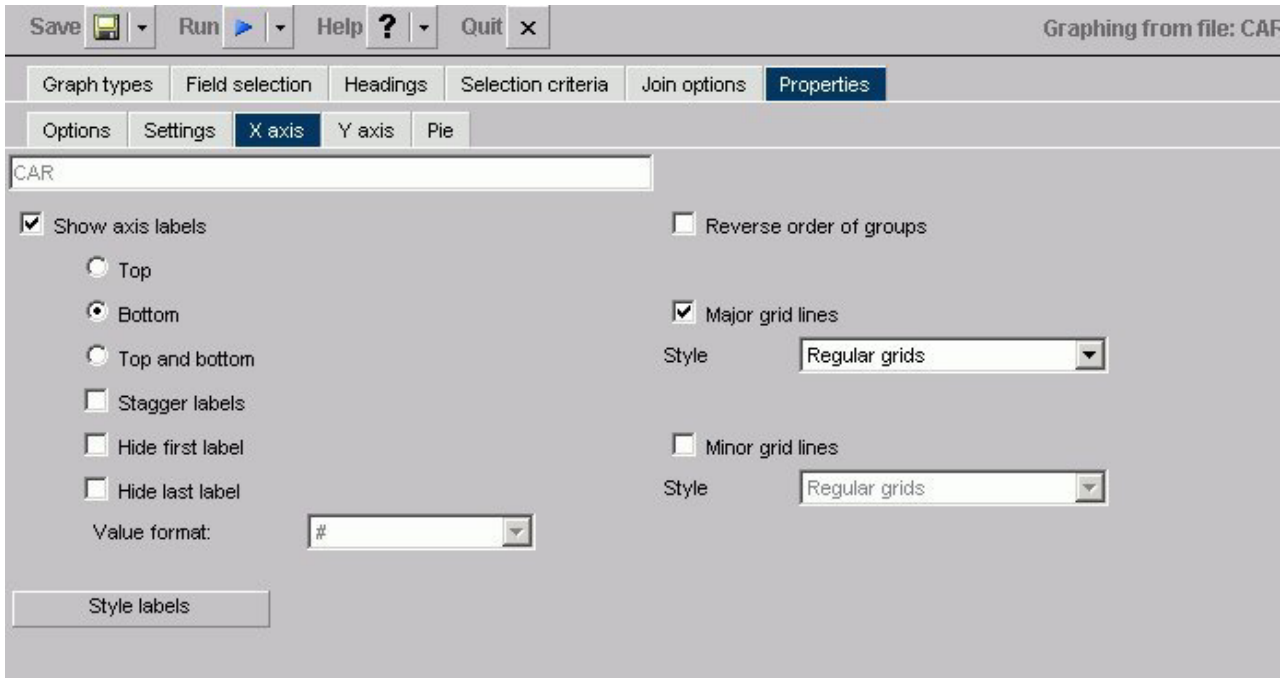 Save Run Help ? Quit × Graphing from file: CAR
Graph types Field selection Headings Selection criteria Join options Properties
Options Settings X axis Y axis Pie
CAR
Show axis labels Reverse order of groups
Top
Bottom Major grid lines
Top and bottom Style Regular grids
Stagger labels
Hide first label Minor grid lines
Hide last label Style Regular grids
Value format: #
Style labels